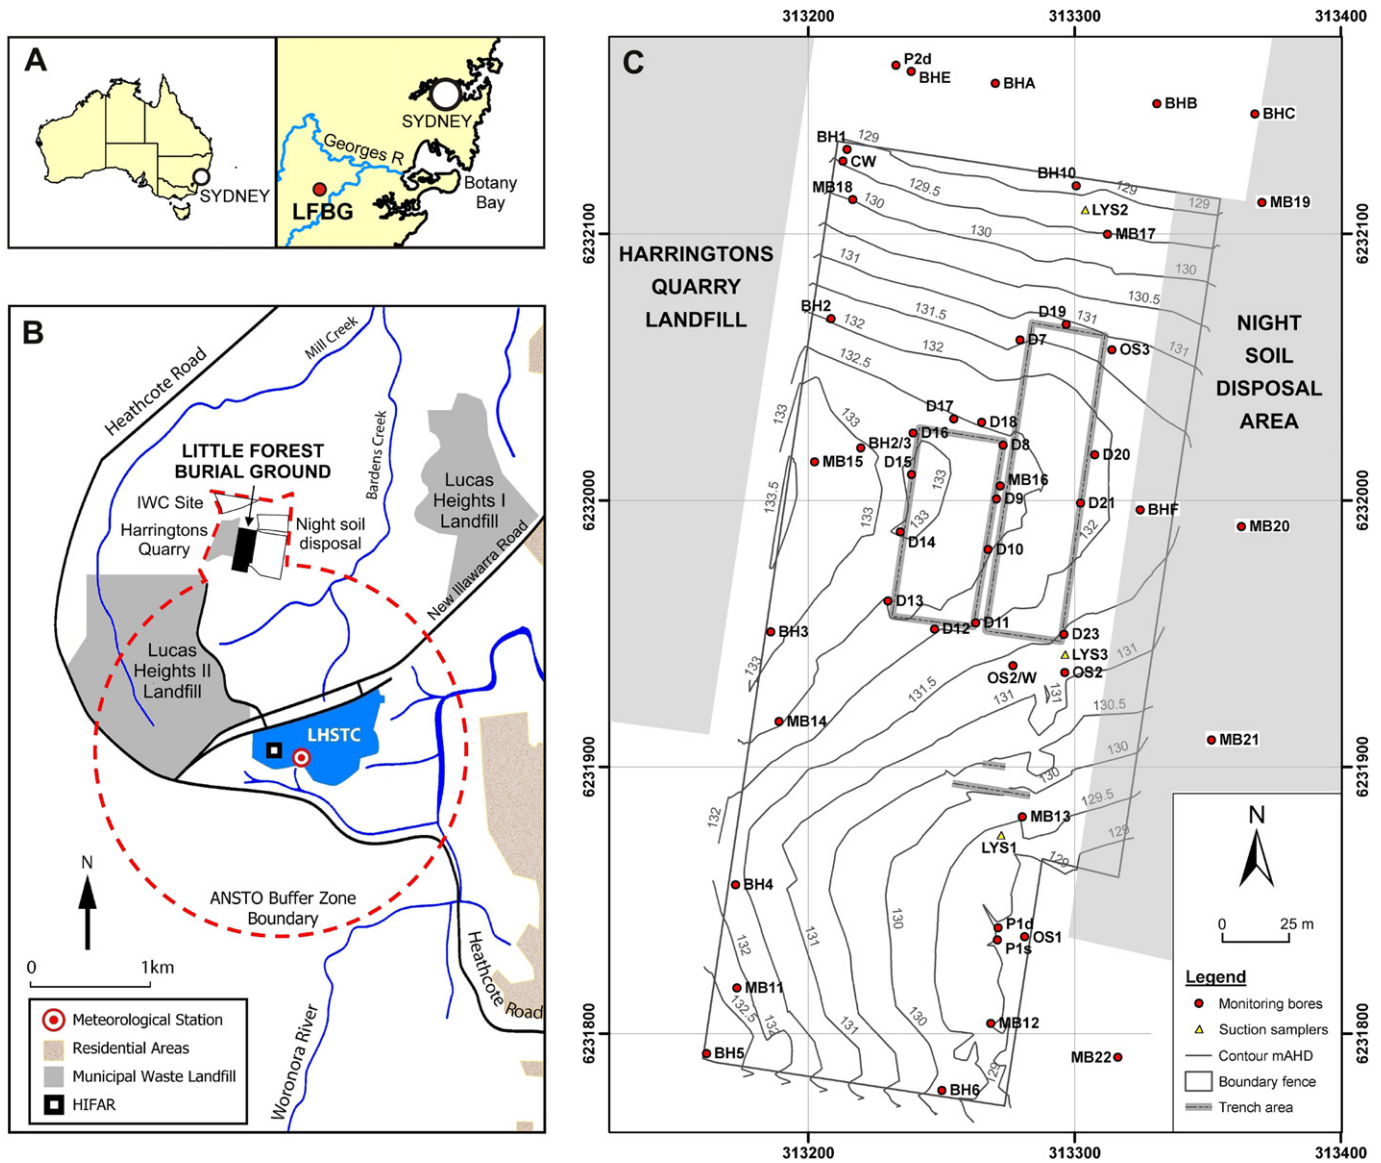 A
SYDNEY
SYDNEY
Georges R
Botany
Bay
LFBG
B
Heathcote Road
Mill Creek
Bardens Creek
LITTLE FOREST
BURIAL GROUND
IWC Site
Harringtons
Quarry
Night soil
disposal
Lucas
Heights I
Landfill
New Illawarra Road
Lucas
Heights II
Landfill
LHSTC
ANSTO Buffer Zone
Boundary
N
0 1km
Heathcote Road
Woronora River
Meteorological Station
Residential Areas
Municipal Waste Landfill
HIFAR
313200 313300 313400
C
P2d
BHE
BHA
BHB
BHC
BH1
129
CW
BH10
129
MB18
129.5
129
MB19
130
LYS2
6232100
130
MB17
6232100
HARRINGTONS
QUARRY
LANDFILL
131
130
130.5
BH2
132
131.5
D19
131
NIGHT
SOIL
DISPOSAL
AREA
132.5
132
D7
OS3
131
133
133
D17
D18
D16
BH2/3
D8
MB15
D15
D20
133.5
133
MB16
6232000
133
133
D9
D21
BHF
6232000
132
MB20
D14
D10
D13
BH3
D12
D11
D23
133
LYS3
131
OS2/W
OS2
131.5
131
131
MB14
130.5
MB21
130
6231900
130
6231900
132
129.5
MB13
129
LYS1
129
BH4
130
P1d
OS1
P1s
132
131
MB11
132.5
132
131
130
MB12
6231800
6231800
BH5
129
MB22
BH6
N
0 25 m
Legend
Monitoring bores
Suction samplers
Contour mAHD
Boundary fence
Trench area
313200 313300 313400